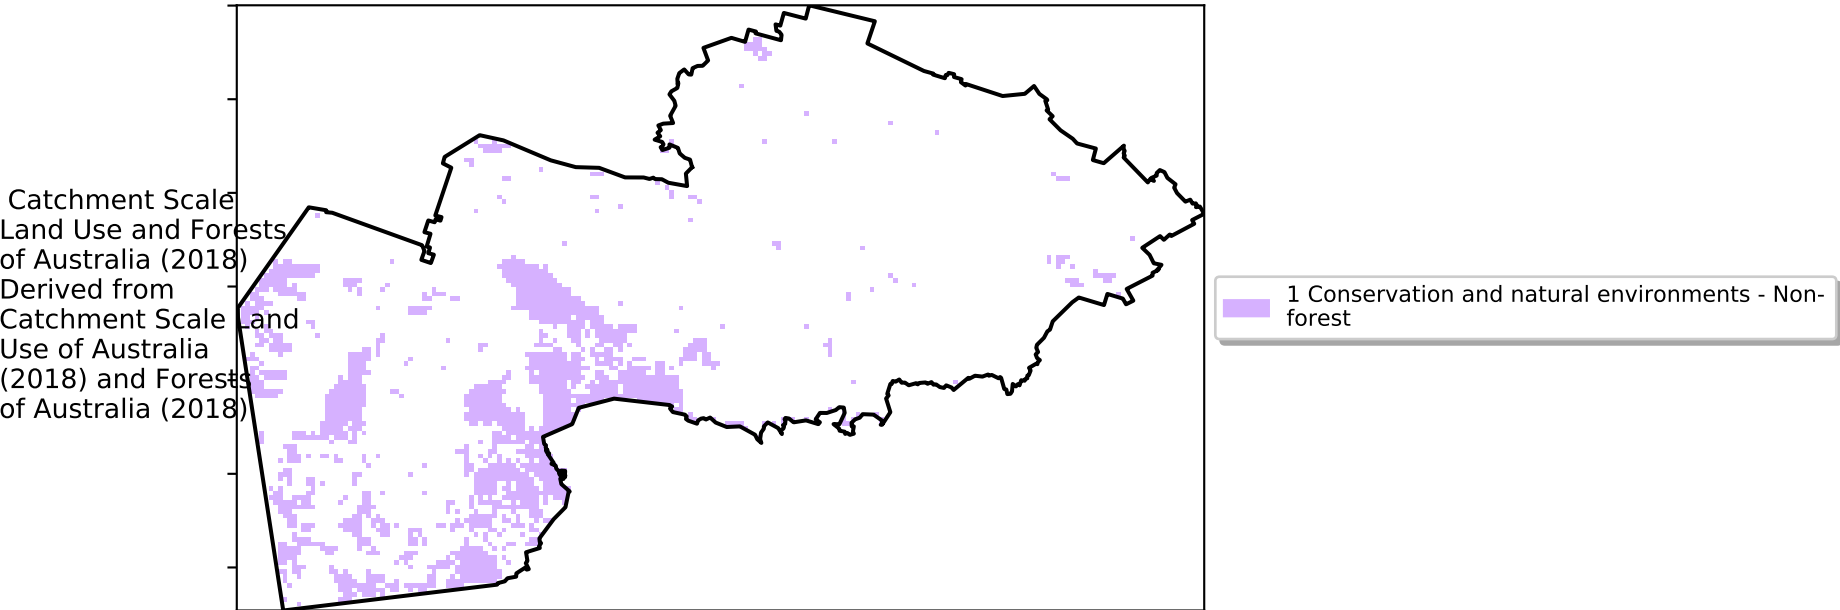 Catchment Scale
Land Use and Forests
of Australia (2018)
Derived from
Catchment Scale Land
Use of Australia
(2018) and Forests
of Australia (2018)
1 Conservation and natural environments - Non-
forest